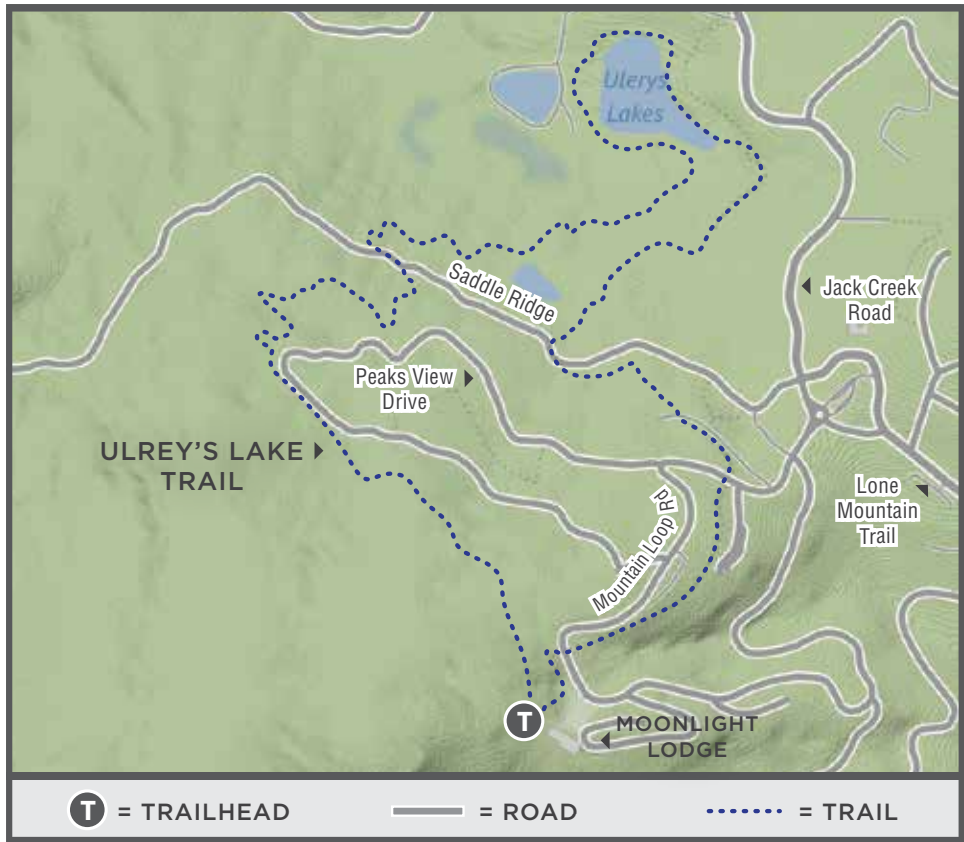 Ulerys
Lakes
Saddle Ridge
Jack Creek
Road
Peaks View
Drive
ULREY'S LAKE
TRAIL
Lone
Mountain
Trail
Mountain Loop Rd
T
MOONLIGHT
LODGE
T = TRAILHEAD
= ROAD
= TRAIL